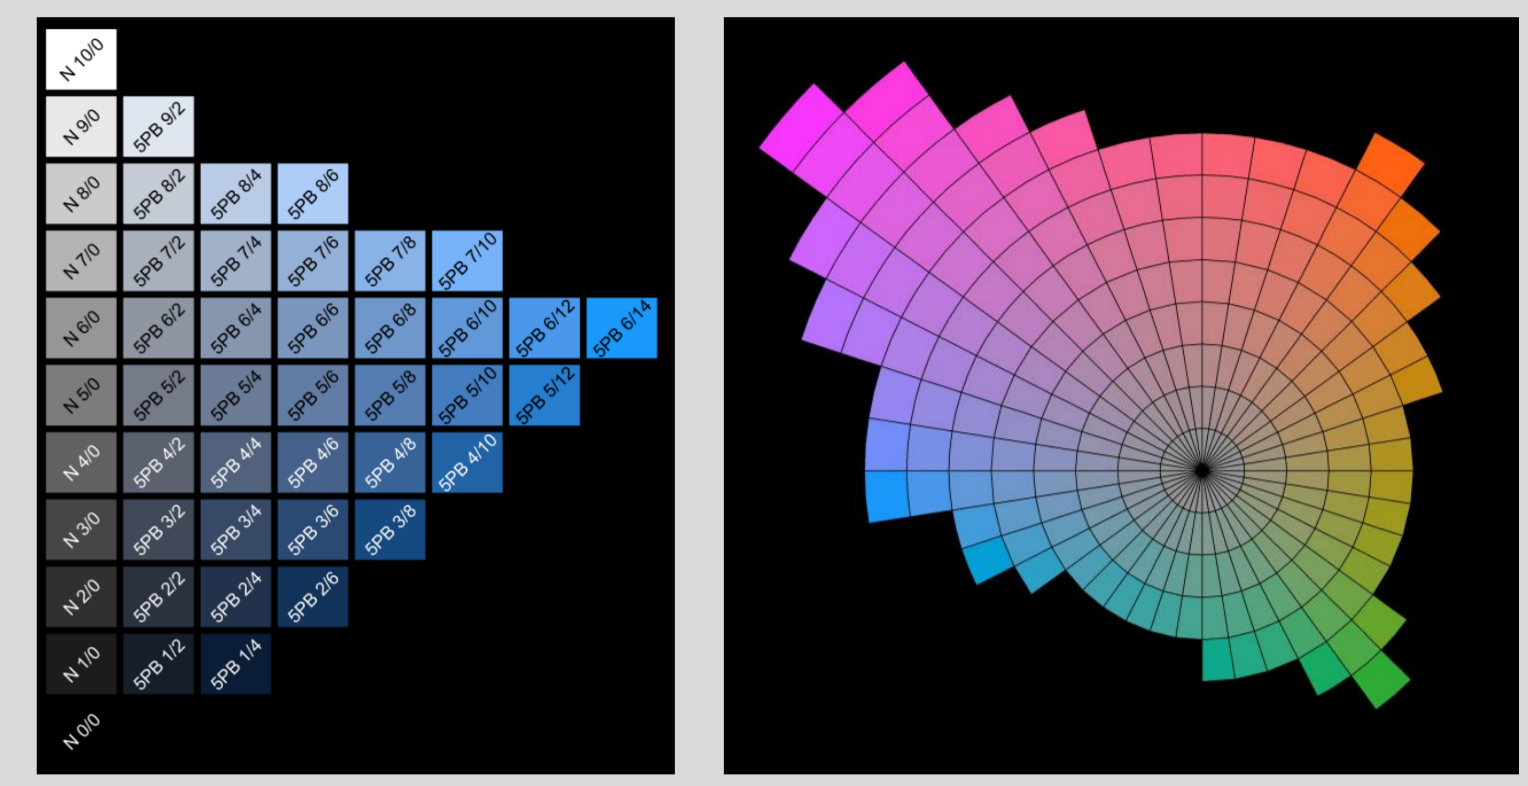 N 10/0
N 9/0 5PB 9/2
N 8/0 5PB 8/2 5PB 8/4 5PB 8/6
N 7/0 5PB 7/2 5PB 7/4 5PB 7/6 5PB 7/8 5PB 7/10
N 6/0 5PB 6/2 5PB 6/4 5PB 6/6 5PB 6/8 5PB 6/10 5PB 6/12 5PB 6/14
N 5/0 5PB 5/2 5PB 5/4 5PB 5/6 5PB 5/8 5PB 5/10 5PB 5/12
N 4/0 5PB 4/2 5PB 4/4 5PB 4/6 5PB 4/8 5PB 4/10
N 3/0 5PB 3/2 5PB 3/4 5PB 3/6 5PB 3/8
N 2/0 5PB 2/2 5PB 2/4 5PB 2/6
N 1/0 5PB 1/2 5PB 1/4
N 0/0